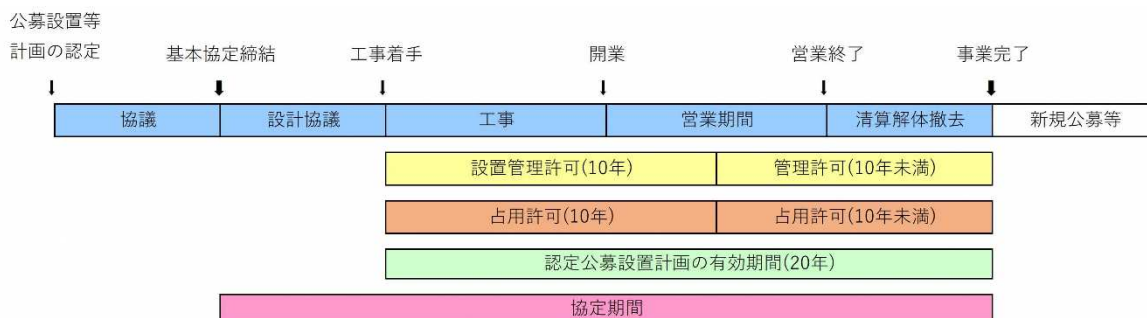 公募設置等
計画の認定
基本協定締結
工事着手
開業
営業終了
事業完了
協議
設計協議
工事
営業期間
清算解体撤去
新規公募等
設置管理許可(10年)
管理許可(10年未満)
占用許可(10年)
占用許可(10年未満)
認定公募設置計画の有効期間(20年)
協定期間